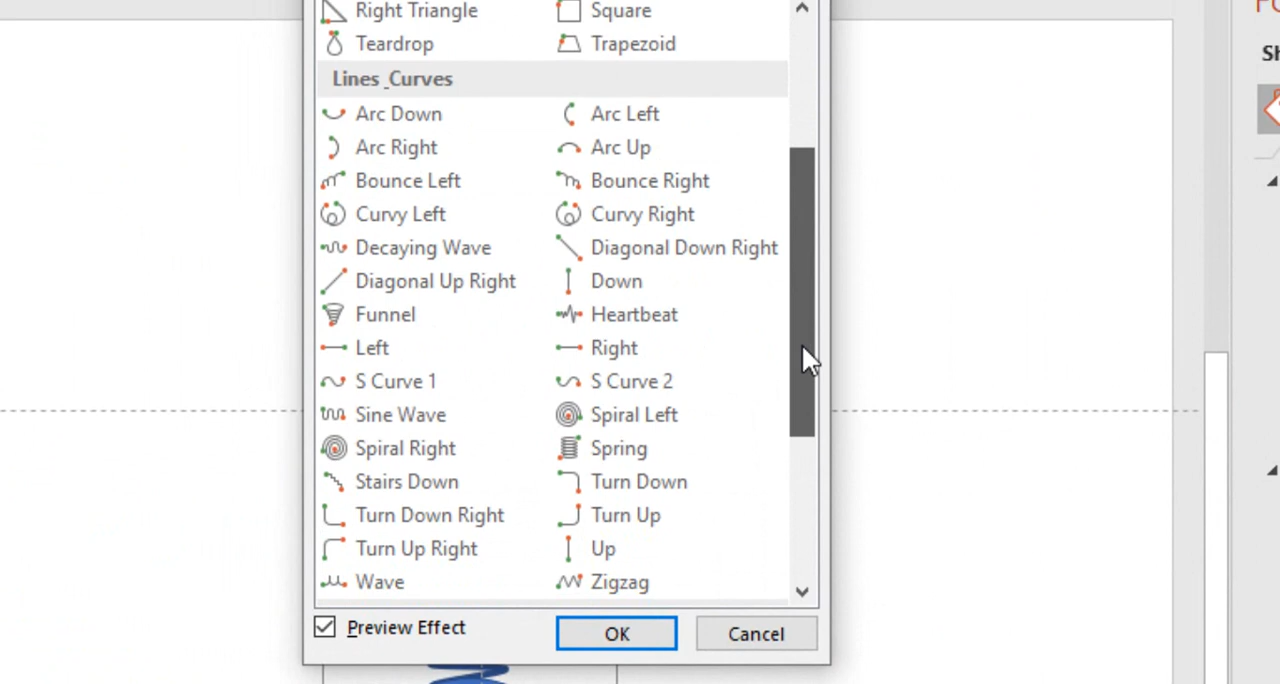 Right Triangle Square
Teardrop Trapezoid
Lines_Curves
Arc Down Arc Left
Arc Right Arc Up
Bounce Left Bounce Right
Curvy Left Curvy Right
Decaying Wave Diagonal Down Right
Diagonal Up Right Down
Funnel Heartbeat
Left Right
S Curve 1 S Curve 2
Sine Wave Spiral Left
Spiral Right Spring
Stairs Down Turn Down
Turn Down Right Turn Up
Turn Up Right Up
Wave Zigzag
Preview Effect OK Cancel